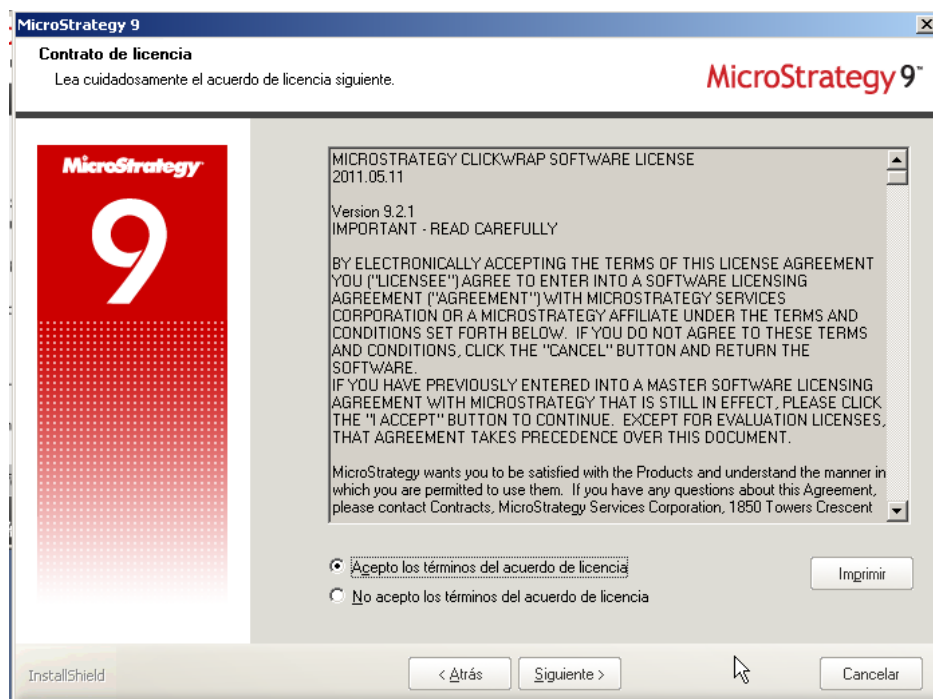 MicroStrategy 9
Contrato de licencia
Lea cuidadosamente el acuerdo de licencia siguiente.
MicroStrategy 9™
MicroStrategy
9
MICROSTRATEGY CLICKWRAP SOFTWARE LICENSE
2011.05.11
Version 9.2.1
IMPORTANT - READ CAREFULLY
BY ELECTRONICALLY ACCEPTING THE TERMS OF THIS LICENSE AGREEMENT
YOU ("LICENSEE") AGREE TO ENTER INTO A SOFTWARE LICENSING
AGREEMENT ("AGREEMENT") WITH MICROSTRATEGY SERVICES
CORPORATION OR A MICROSTRATEGY AFFILIATE UNDER THE TERMS AND
CONDITIONS SET FORTH BELOW.  IF YOU DO NOT AGREE TO THESE TERMS
AND CONDITIONS, CLICK THE "CANCEL" BUTTON AND RETURN THE
SOFTWARE.
IF YOU HAVE PREVIOUSLY ENTERED INTO A MASTER SOFTWARE LICENSING
AGREEMENT WITH MICROSTRATEGY THAT IS STILL IN EFFECT, PLEASE CLICK
THE "I ACCEPT" BUTTON TO CONTINUE.  EXCEPT FOR EVALUATION LICENSES,
THAT AGREEMENT TAKES PRECEDENCE OVER THIS DOCUMENT.
MicroStrategy wants you to be satisfied with the Products and understand the manner in
which you are permitted to use them.  If you have any questions about this Agreement,
please contact Contracts, MicroStrategy Services Corporation, 1850 Towers Crescent
Acepto los términos del acuerdo de licencia
Imprimir
No acepto los términos del acuerdo de licencia
InstallShield
< Atrás
Siguiente >
Cancelar